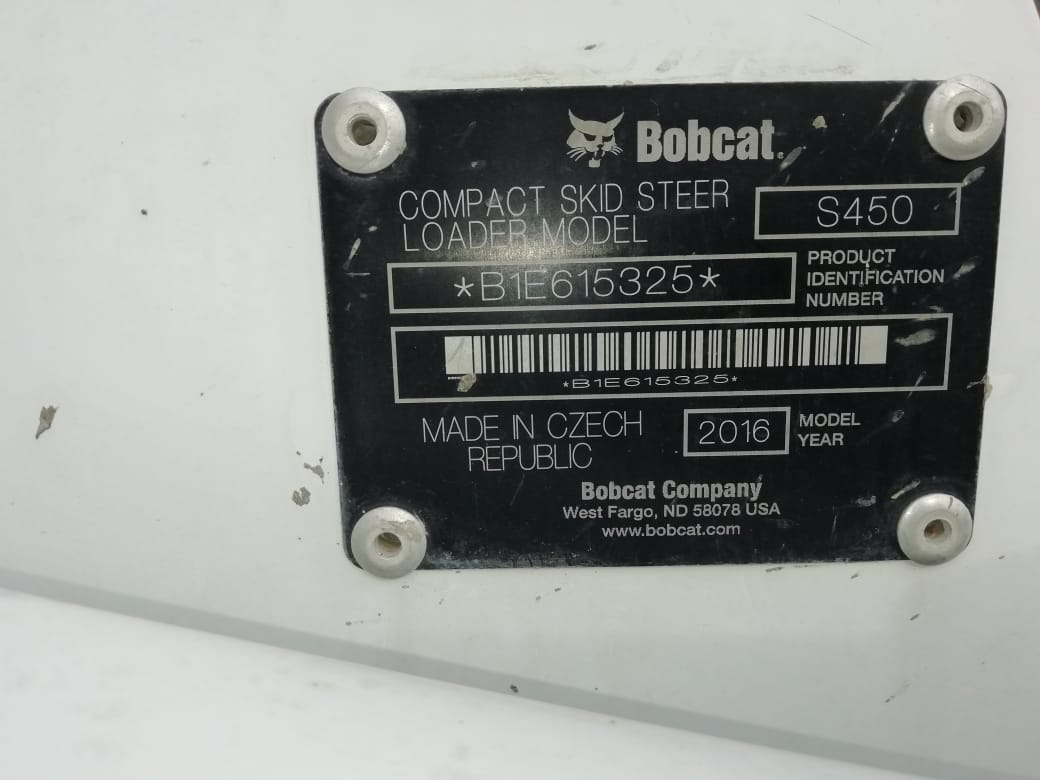 Bobcat.
COMPACT SKID STEER
LOADER MODEL
S450
*B1E615325*
PRODUCT
IDENTIFICATION
NUMBER
*B1E615325*
MADE IN CZECH
REPUBLIC
2016
MODEL
YEAR
Bobcat Company
West Fargo, ND 58078 USA
www.bobcat.com